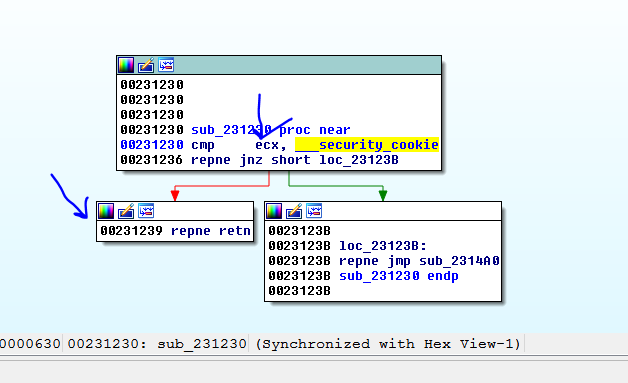 00231230
00231230
00231230
00231230 sub_231230 proc near
00231230 cmp     ecx, ___security_cookie
00231236 repne jnz short loc_23123B
00231239 repne retn
0023123B
0023123B loc_23123B:
0023123B repne jmp sub_2314A0
0023123B sub_231230 endp
0023123B
0000630 00231230: sub_231230 (Synchronized with Hex View-1)